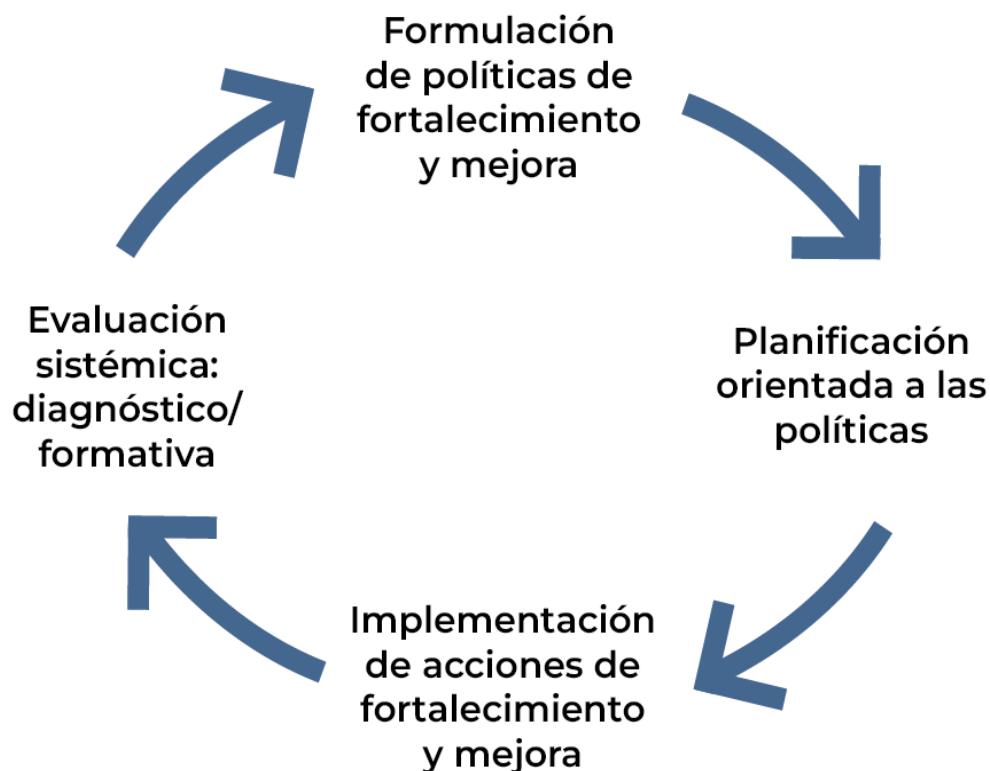 Formulación
de políticas de
fortalecimiento
y mejora
Planificación
orientada a las
políticas
Implementación
de acciones de
fortalecimiento
y mejora
Evaluación
sistémica:
diagnóstico/
formativa